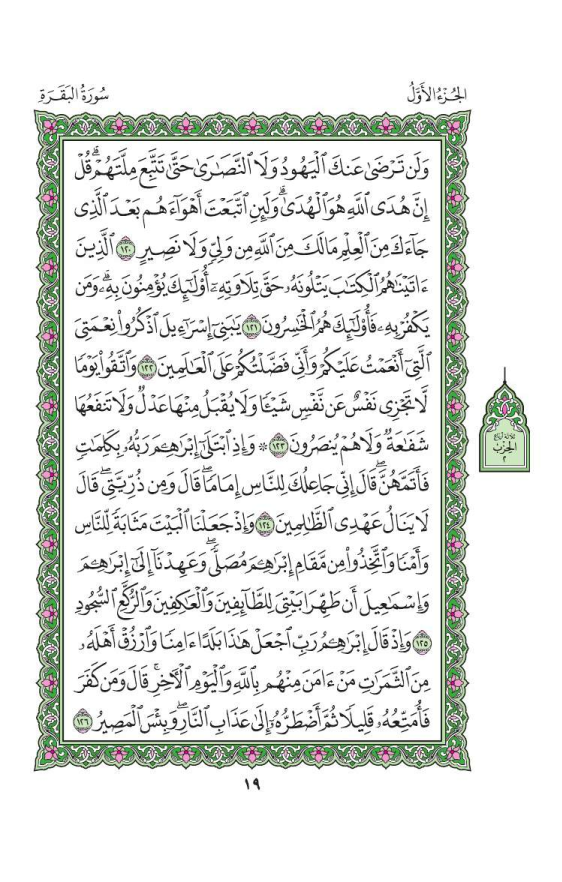 الجُزْءُ الأَوَّلُ
سُورَةُ البَقَرَةِ
وَلَن تَرْضَىٰ عَنكَ ٱلْيَهُودُ وَلَا ٱلنَّصَٰرَىٰ حَتَّىٰ تَتَّبِعَ مِلَّتَهُمْۗ قُلْ
إِنَّ هُدَى ٱللَّهِ هُوَ ٱلْهُدَىٰۗ وَلَئِنِ ٱتَّبَعْتَ أَهْوَآءَهُم بَعْدَ ٱلَّذِى
جَآءَكَ مِنَ ٱلْعِلْمِ مَا لَكَ مِنَ ٱللَّهِ مِن وَلِىٍّ وَلَا نَصِيرٍ ١٢٠ ٱلَّذِينَ
ءَاتَيْنَٰهُمُ ٱلْكِتَٰبَ يَتْلُونَهُۥ حَقَّ تِلَاوَتِهِۦٓ أُو۟لَٰٓئِكَ يُؤْمِنُونَ بِهِۦۗ وَمَن
يَكْفُرْ بِهِۦ فَأُو۟لَٰٓئِكَ هُمُ ٱلْخَٰسِرُونَ ١٢١ يَٰبَنِىٓ إِسْرَٰٓءِيلَ ٱذْكُرُوا۟ نِعْمَتِىَ
ٱلَّتِىٓ أَنْعَمْتُ عَلَيْكُمْ وَأَنِّى فَضَّلْتُكُمْ عَلَى ٱلْعَٰلَمِينَ ١٢٢ وَٱتَّقُوا۟ يَوْمًا
لَّا تَجْزِى نَفْسٌ عَن نَّفْسٍ شَيْـًٔا وَلَا يُقْبَلُ مِنْهَا عَدْلٌ وَلَا تَنفَعُهَا
شَفَٰعَةٌ وَلَا هُمْ يُنصَرُونَ ١٢٣ ۞ وَإِذِ ٱبْتَلَىٰٓ إِبْرَٰهِـۧمَ رَبُّهُۥ بِكَلِمَٰتٍ
فَأَتَمَّهُنَّۖ قَالَ إِنِّى جَاعِلُكَ لِلنَّاسِ إِمَامًاۖ قَالَ وَمِن ذُرِّيَّتِىۖ قَالَ
لَا يَنَالُ عَهْدِى ٱلظَّٰلِمِينَ ١٢٤ وَإِذْ جَعَلْنَا ٱلْبَيْتَ مَثَابَةً لِّلنَّاسِ
وَأَمْنًا وَٱتَّخِذُوا۟ مِن مَّقَامِ إِبْرَٰهِـۧمَ مُصَلًّىۖ وَعَهِدْنَآ إِلَىٰٓ إِبْرَٰهِـۧمَ
وَإِسْمَٰعِيلَ أَن طَهِّرَا بَيْتِىَ لِلطَّآئِفِينَ وَٱلْعَٰكِفِينَ وَٱلرُّكَّعِ ٱلسُّجُودِ
١٢٥ وَإِذْ قَالَ إِبْرَٰهِـۧمُ رَبِّ ٱجْعَلْ هَٰذَا بَلَدًا ءَامِنًا وَٱرْزُقْ أَهْلَهُۥ
مِنَ ٱلثَّمَرَٰتِ مَنْ ءَامَنَ مِنْهُم بِٱللَّهِ وَٱلْيَوْمِ ٱلْءَاخِرِۚ قَالَ وَمَن كَفَرَ
فَأُمَتِّعُهُۥ قَلِيلًا ثُمَّ أَضْطَرُّهُۥٓ إِلَىٰ عَذَابِ ٱلنَّارِۖ وَبِئْسَ ٱلْمَصِيرُ ١٢٦
ثلاثة أرباع
الحِزْب
٢
١٩